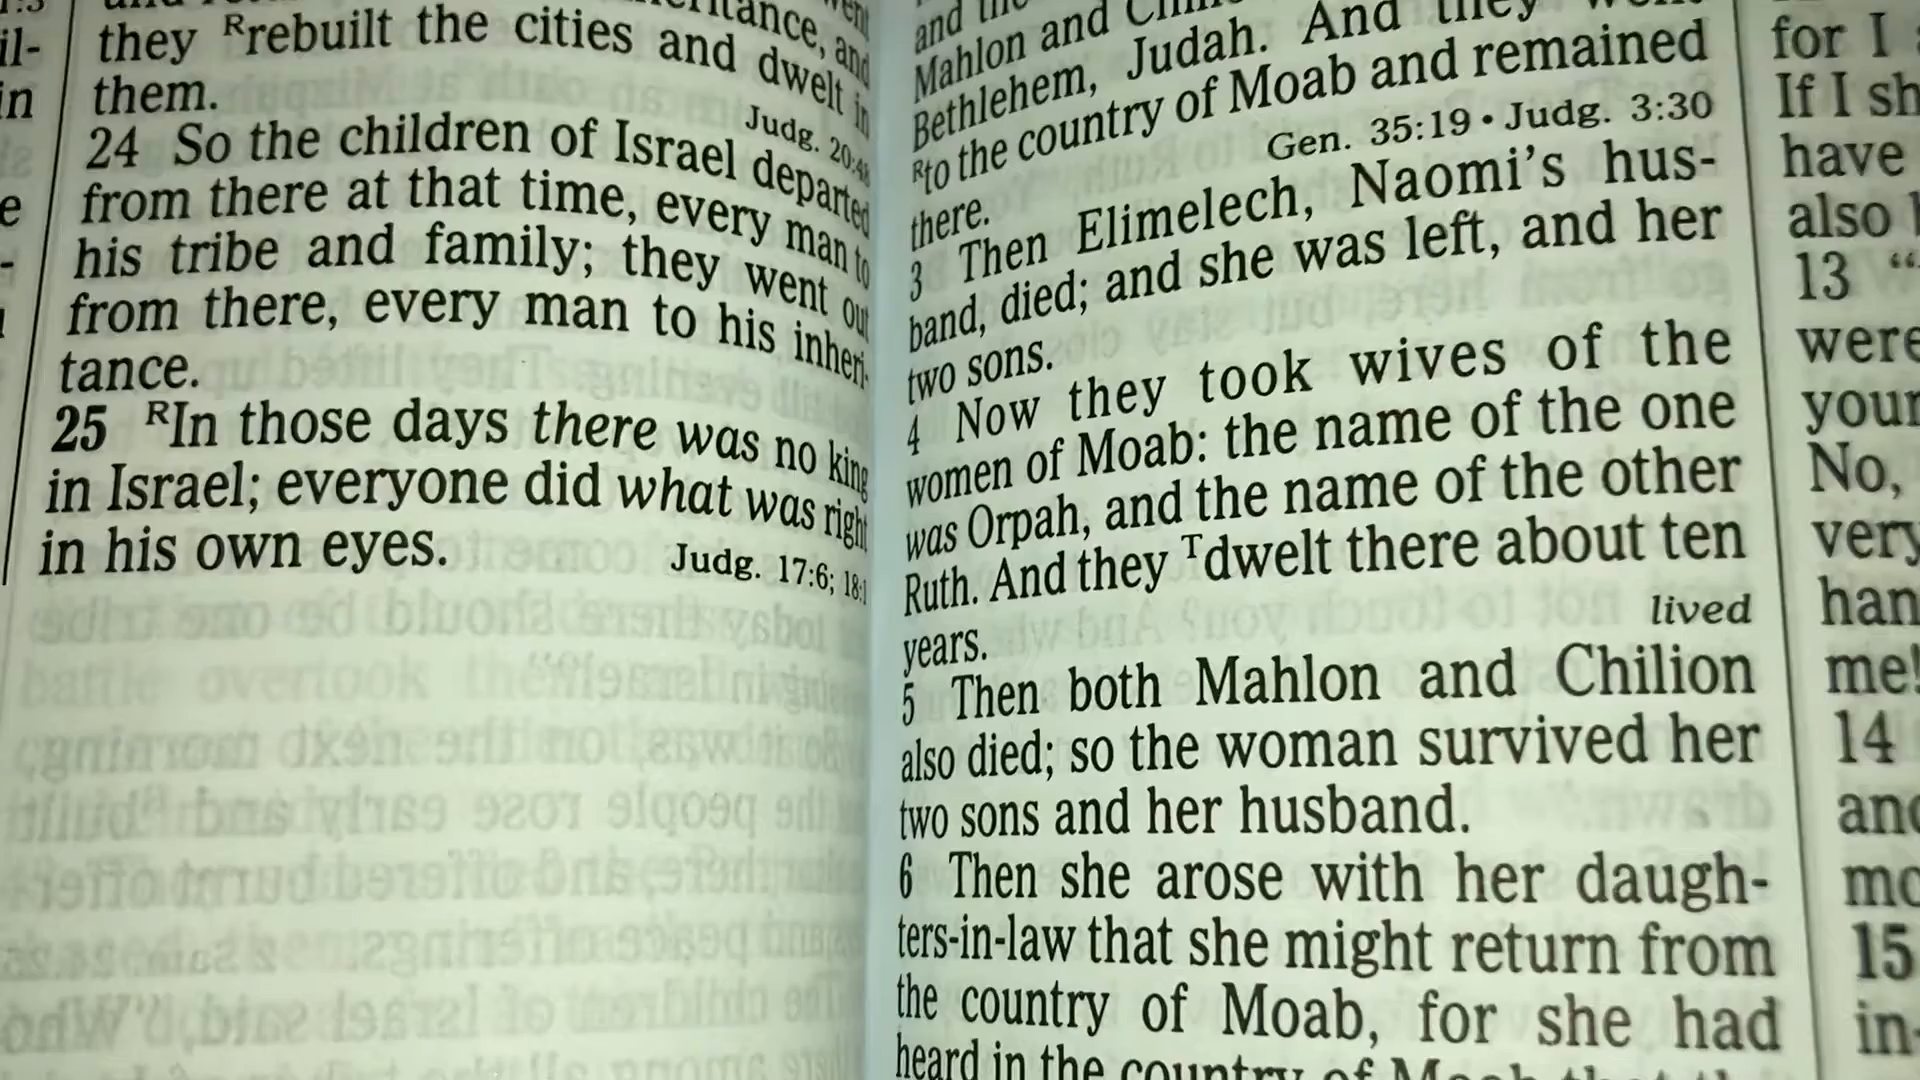 they Rrebuilt the cities and dwelt in
them.
Judg. 20:48
24 So the children of Israel departed
from there at that time, every man to
his tribe and family; they went out
from there, every man to his inheri-
tance.
25 RIn those days there was no king
in Israel; everyone did what was right
in his own eyes.
Judg. 17:6; 18:1
and
Mahlon and
Bethlehem, Judah. And they
Rto the country of Moab and remained
there.
Gen. 35:19 • Judg. 3:30
3 Then Elimelech, Naomi's hus-
band, died; and she was left, and her
two sons.
4 Now they took wives of the
women of Moab: the name of the one
was Orpah, and the name of the other
Ruth. And they Tdwelt there about ten
years.
lived
5 Then both Mahlon and Chilion
also died; so the woman survived her
two sons and her husband.
6 Then she arose with her daugh-
ters-in-law that she might return from
the country of Moab, for she had
heard in the country of Moab
for I
If I sh
have
also
13 "
were
your
No,
very
han
me!
14
and
mo
15
in-